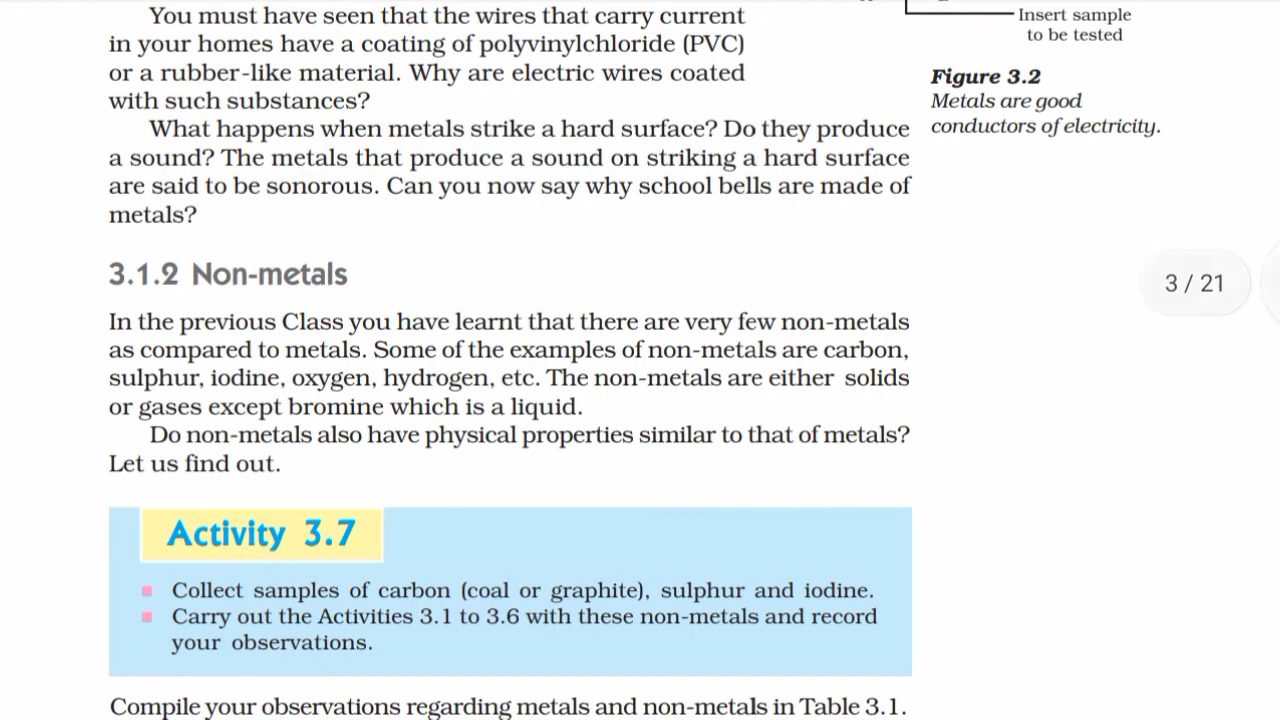 You must have seen that the wires that carry current
in your homes have a coating of polyvinylchloride (PVC)
or a rubber-like material. Why are electric wires coated
with such substances?
What happens when metals strike a hard surface? Do they produce
a sound? The metals that produce a sound on striking a hard surface
are said to be sonorous. Can you now say why school bells are made of
metals?
Insert sample
to be tested
Figure 3.2
Metals are good
conductors of electricity.
3.1.2 Non-metals
3 / 21
In the previous Class you have learnt that there are very few non-metals
as compared to metals. Some of the examples of non-metals are carbon,
sulphur, iodine, oxygen, hydrogen, etc. The non-metals are either solids
or gases except bromine which is a liquid.
Do non-metals also have physical properties similar to that of metals?
Let us find out.
Activity 3.7
Collect samples of carbon (coal or graphite), sulphur and iodine.
Carry out the Activities 3.1 to 3.6 with these non-metals and record
your observations.
Compile your observations regarding metals and non-metals in Table 3.1.